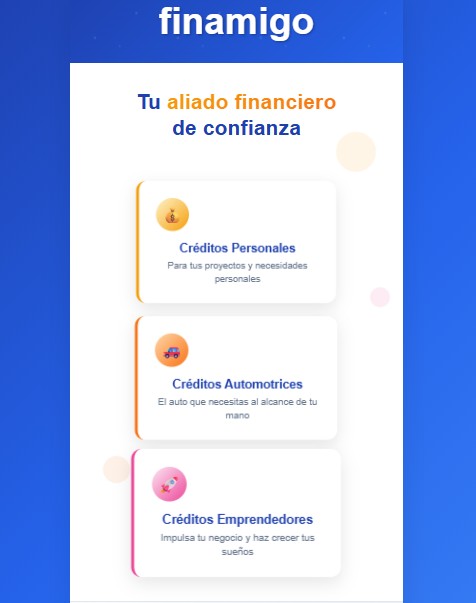 finamigo
Tu aliado financiero
de confianza
Créditos Personales
Para tus proyectos y necesidades
personales
Créditos Automotrices
El auto que necesitas al alcance de tu
mano
Créditos Emprendedores
Impulsa tu negocio y haz crecer tus
sueños